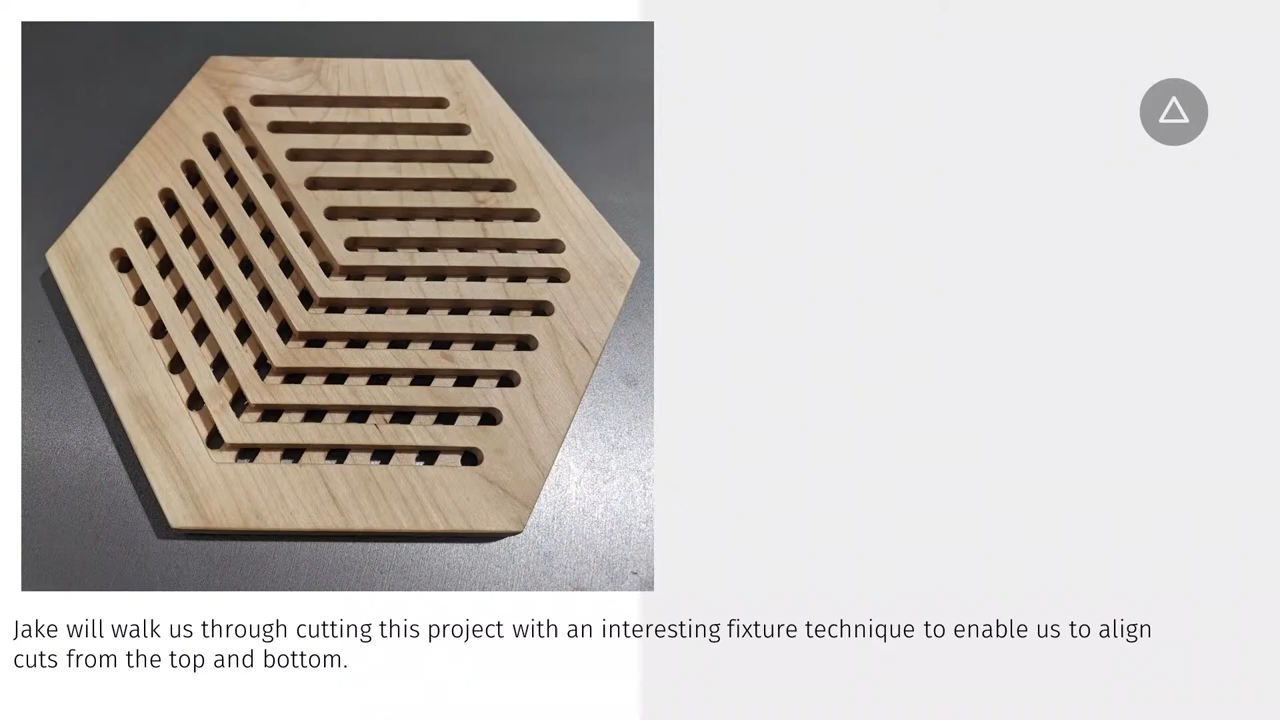 Jake will walk us through cutting this project with an interesting fixture technique to enable us to align
cuts from the top and bottom.